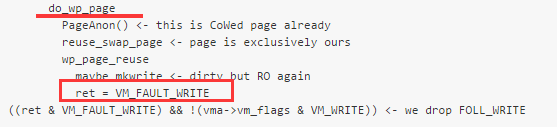 do_wp_page
PageAnon() <- this is CoWed page already
reuse_swap_page <- page is exclusively ours
wp_page_reuse
maybe_mkwrite <- dirty but RO again
ret = VM_FAULT_WRITE
((ret & VM_FAULT_WRITE) && !(vma->vm_flags & VM_WRITE)) <- we drop FOLL_WRITE